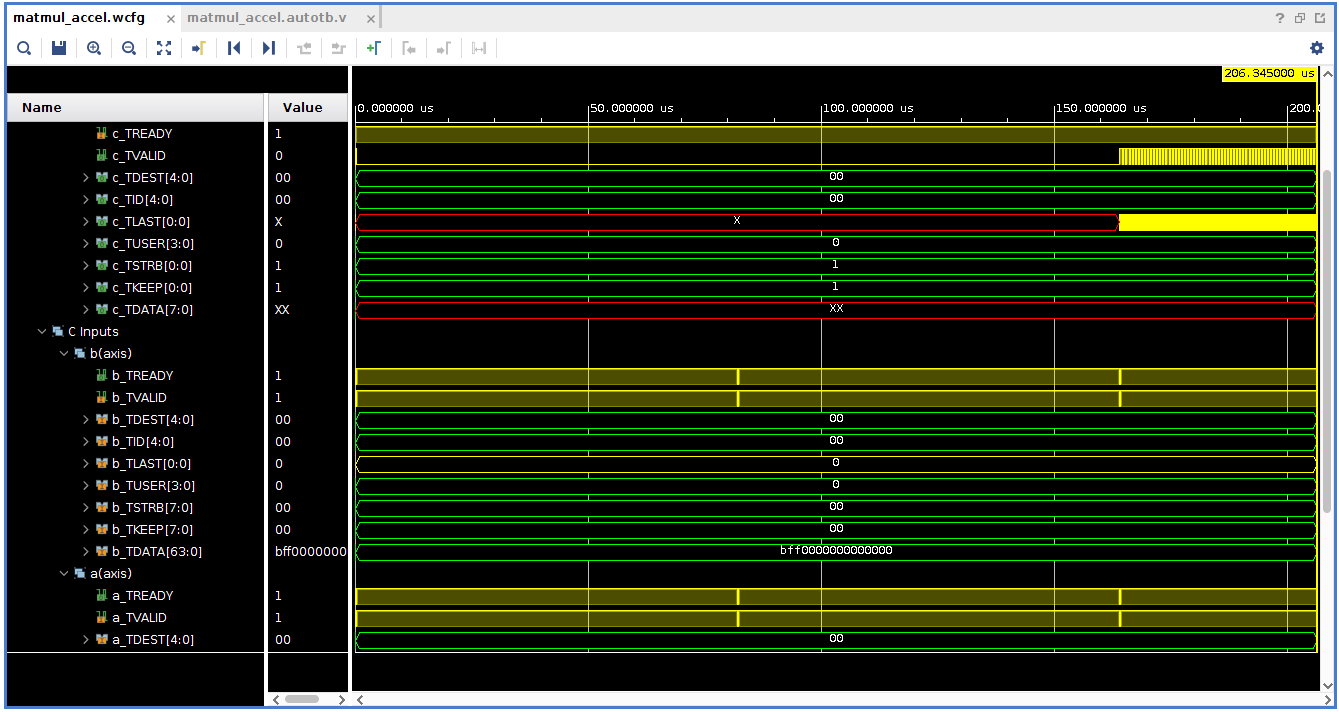 matmul_accel.wcfg × matmul_accel.autotb.v × ?
206.345000 us
Name Value 0.000000 us 50.000000 us 100.000000 us 150.000000 us 200.0
c_TREADY 1
c_TVALID 0
c_TDEST[4:0] 00 00
c_TID[4:0] 00 00
c_TLAST[0:0] X X
c_TUSER[3:0] 0 0
c_TSTRB[0:0] 1 1
c_TKEEP[0:0] 1 1
c_TDATA[7:0] XX XX
C Inputs
b(axis)
b_TREADY 1
b_TVALID 1
b_TDEST[4:0] 00 00
b_TID[4:0] 00 00
b_TLAST[0:0] 0 0
b_TUSER[3:0] 0 0
b_TSTRB[7:0] 00 00
b_TKEEP[7:0] 00 00
b_TDATA[63:0] bff0000000 bff0000000000000
a(axis)
a_TREADY 1
a_TVALID 1
a_TDEST[4:0] 00 00